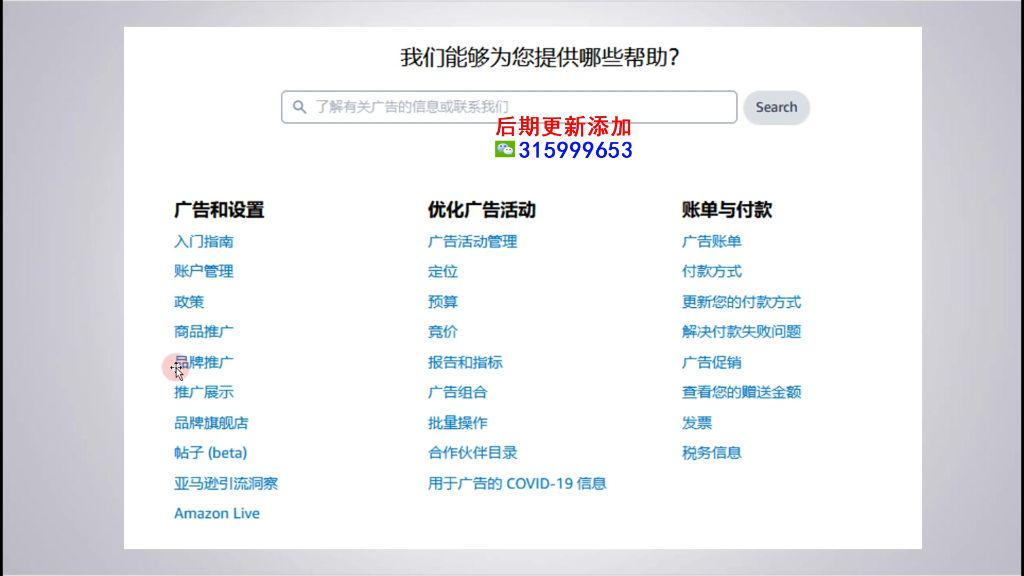 我们能够为您提供哪些帮助?
了解有关广告的信息或联系我们
Search
后期更新添加
315999653
广告和设置
入门指南
账户管理
政策
商品推广
品牌推广
推广展示
品牌旗舰店
帖子 (beta)
亚马逊引流洞察
Amazon Live
优化广告活动
广告活动管理
定位
预算
竞价
报告和指标
广告组合
批量操作
合作伙伴目录
用于广告的 COVID-19 信息
账单与付款
广告账单
付款方式
更新您的付款方式
解决付款失败问题
广告促销
查看您的赠送金额
发票
税务信息